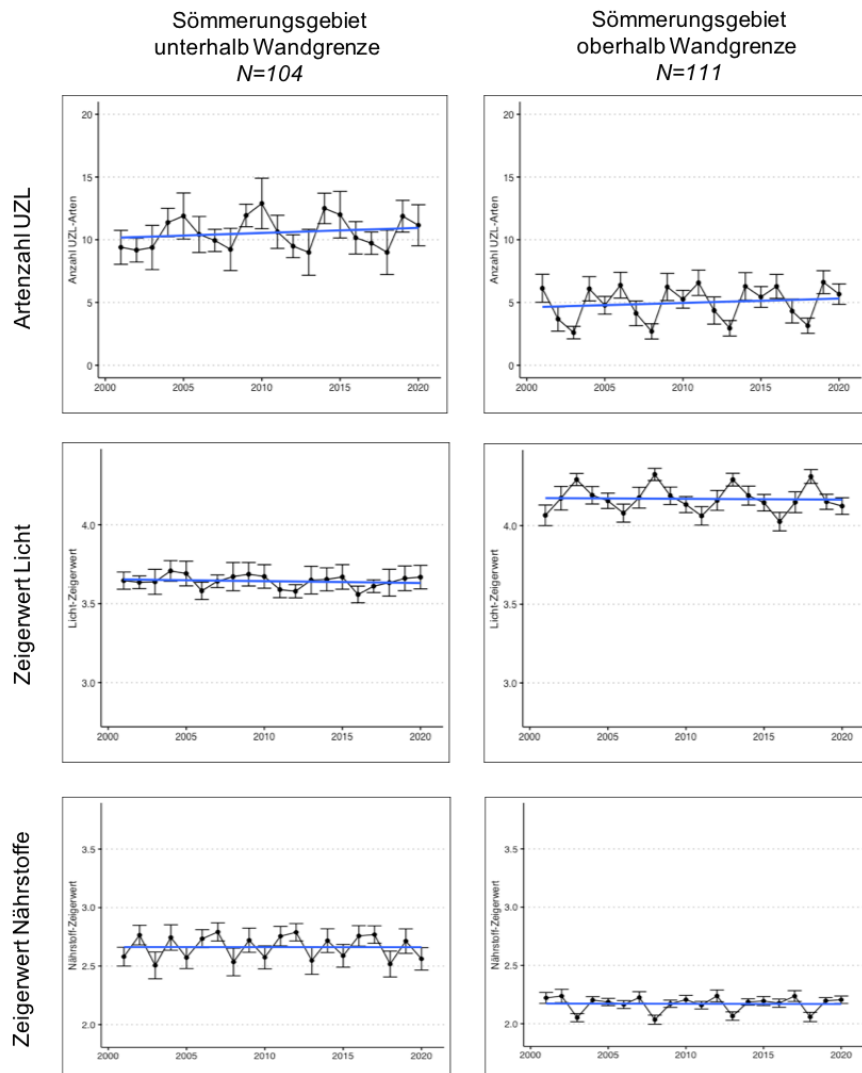 Sömmerungsgebiet
unterhalb Wandgrenze
N=104
Sömmerungsgebiet
oberhalb Wandgrenze
N=111
Artenzahl UZL
Anzahl UZL-Arten
20
15
10
5
0
2000 2005 2010 2015 2020
Anzahl UZL-Arten
20
15
10
5
0
2000 2005 2010 2015 2020
Zeigerwert Licht
Licht-Zeigerwert
4.0
3.5
3.0
2000 2005 2010 2015 2020
Licht-Zeigerwert
4.0
3.5
3.0
2000 2005 2010 2015 2020
Zeigerwert Nährstoffe
Nährstoff-Zeigerwert
3.5
3.0
2.5
2.0
2000 2005 2010 2015 2020
Nährstoff-Zeigerwert
3.5
3.0
2.5
2.0
2000 2005 2010 2015 2020